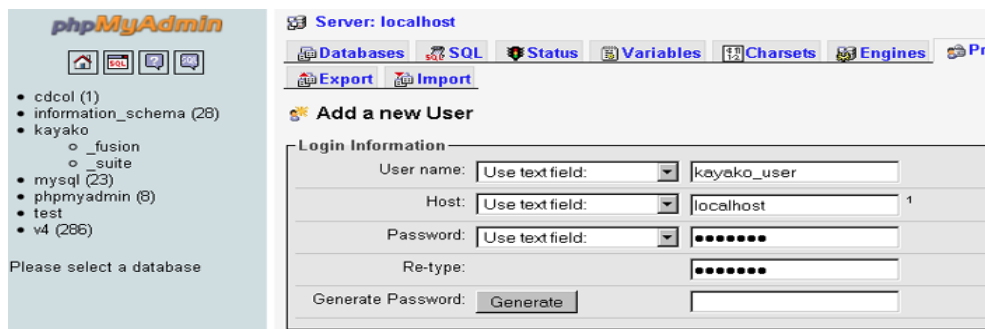 phpMyAdmin
cdcol (1)
information_schema (28)
kayako
_fusion
_suite
mysql (23)
phpmyadmin (8)
test
v4 (286)
Please select a database
Server: localhost
Databases SQL Status Variables Charsets Engines Pr
Export Import
Add a new User
Login Information
User name: Use text field: kayako_user
Host: Use text field: localhost 1
Password: Use text field: •••••••
Re-type: •••••••
Generate Password: Generate